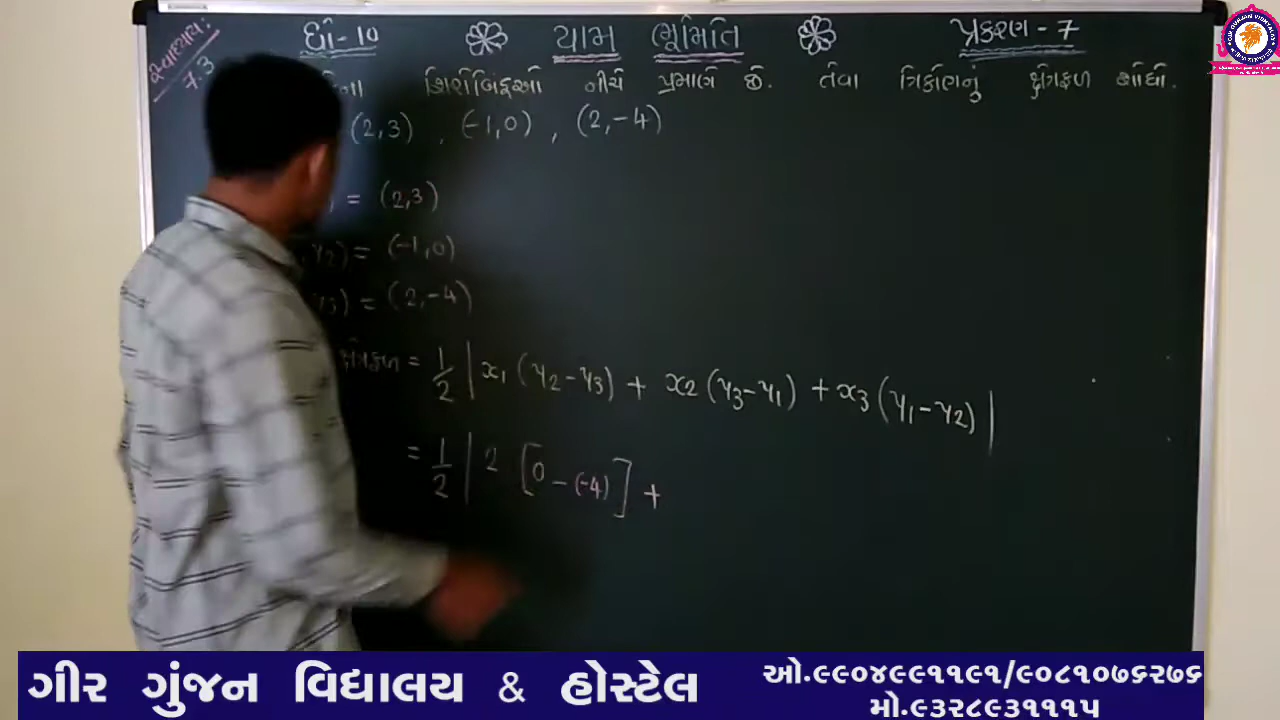 સ્વાધ્યાય: 7.3
ધો-10 યામ ભૂમિતિ પ્રકરણ - 7
શિરોબિંદુઓ નીચે પ્રમાણે છે. તેવા ત્રિકોણનું ક્ષેત્રફળ શોધો.
(2,3) , (-1,0) , (2,-4)
= (2,3)
y2) = (-1,0)
y3) = (2,-4)
ક્ષેત્રફળ = 1/2 | x1 (y2 - y3) + x2 (y3 - y1) + x3 (y1 - y2) |
= 1/2 | 2 [0 - (-4)] +
ગીર ગુંજન વિદ્યાલય & હોસ્ટેલ
ઓ.૯૯૦૪૯૯૧૧૯૧/૯૦૮૧૦૭૬૨૭૬
મો.૯૩૨૮૯૩૧૧૧૫